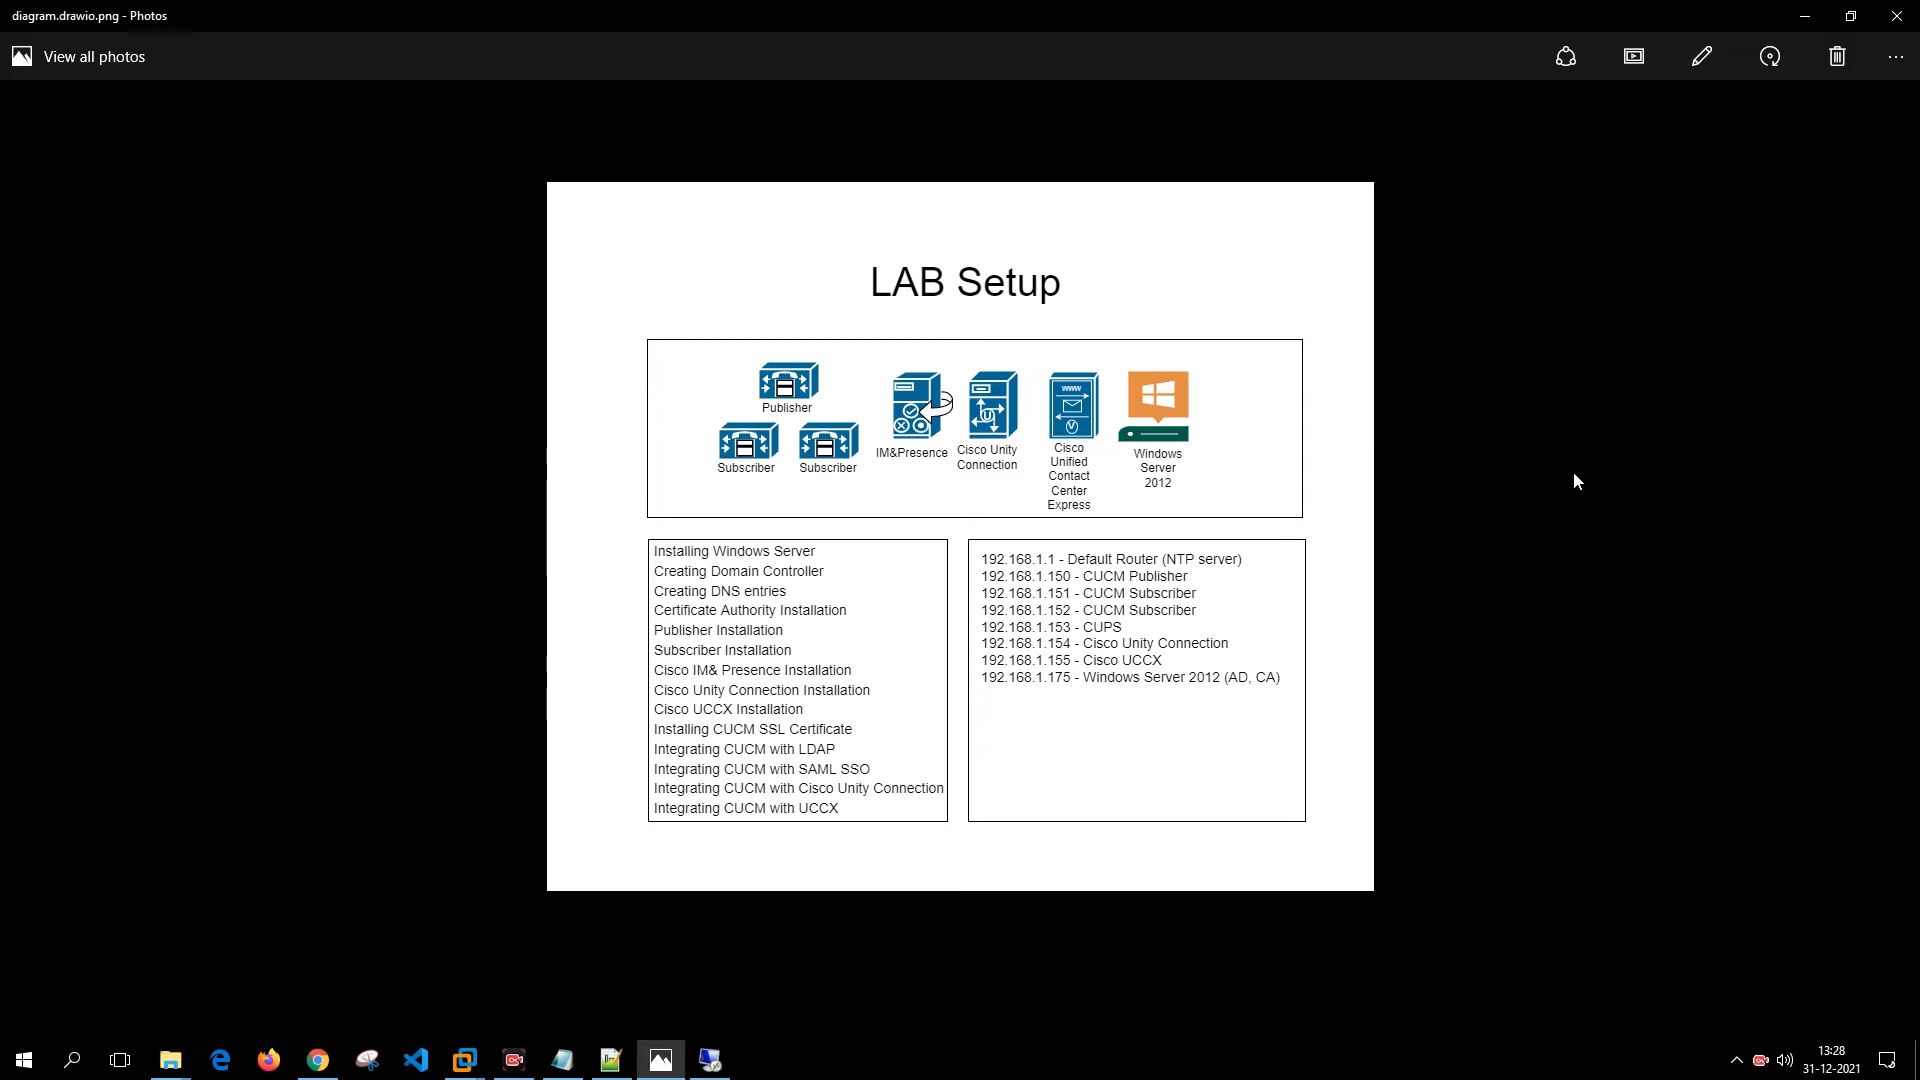 diagram.drawio.png - Photos
View all photos
LAB Setup
Publisher
Subscriber
Subscriber
IM&Presence
Cisco Unity
Connection
www
U
V
Cisco
Unified
Contact
Center
Express
Windows
Server
2012
Installing Windows Server
Creating Domain Controller
Creating DNS entries
Certificate Authority Installation
Publisher Installation
Subscriber Installation
Cisco IM& Presence Installation
Cisco Unity Connection Installation
Cisco UCCX Installation
Installing CUCM SSL Certificate
Integrating CUCM with LDAP
Integrating CUCM with SAML SSO
Integrating CUCM with Cisco Unity Connection
Integrating CUCM with UCCX
192.168.1.1 - Default Router (NTP server)
192.168.1.150 - CUCM Publisher
192.168.1.151 - CUCM Subscriber
192.168.1.152 - CUCM Subscriber
192.168.1.153 - CUPS
192.168.1.154 - Cisco Unity Connection
192.168.1.155 - Cisco UCCX
192.168.1.175 - Windows Server 2012 (AD, CA)
13:28
31-12-2021